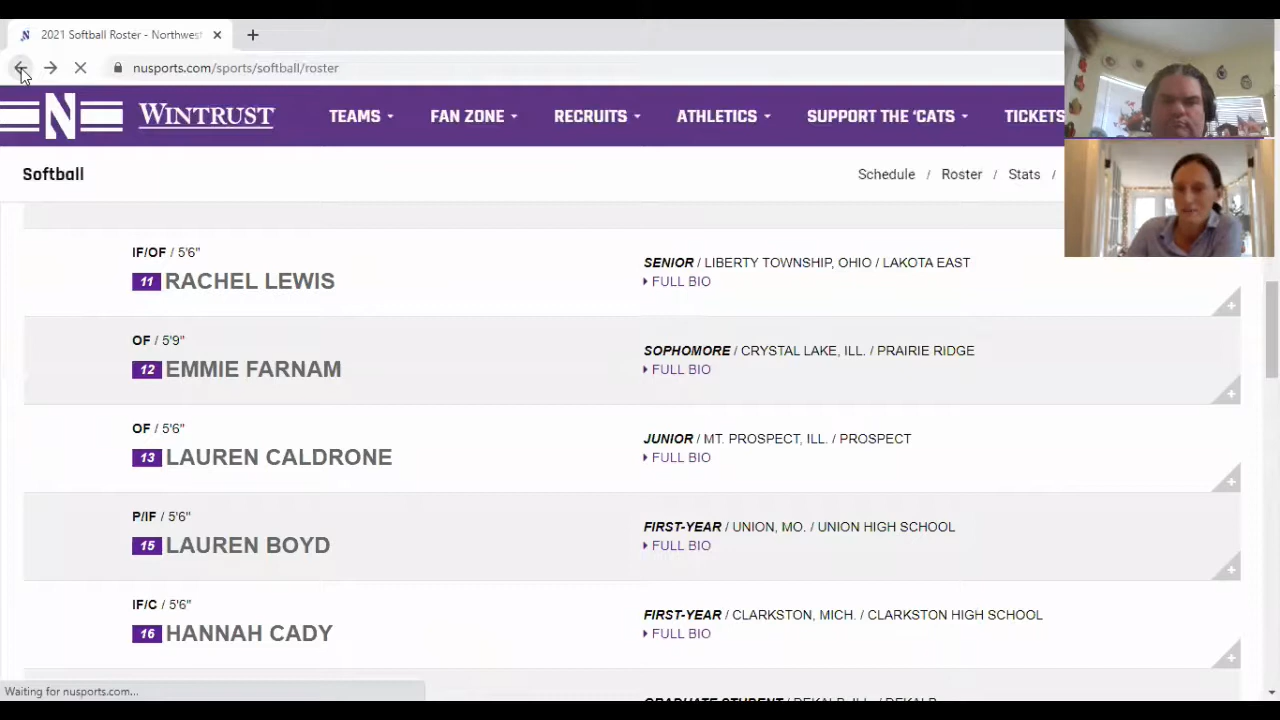 2021 Softball Roster - Northwest
nusports.com/sports/softball/roster
N WINTRUST TEAMS FAN ZONE RECRUITS ATHLETICS SUPPORT THE ‘CATS TICKETS
Softball Schedule / Roster / Stats /
IF/OF / 5'6"
11 RACHEL LEWIS
SENIOR / LIBERTY TOWNSHIP, OHIO / LAKOTA EAST
FULL BIO
OF / 5'9"
12 EMMIE FARNAM
SOPHOMORE / CRYSTAL LAKE, ILL. / PRAIRIE RIDGE
FULL BIO
OF / 5'6"
13 LAUREN CALDRONE
JUNIOR / MT. PROSPECT, ILL. / PROSPECT
FULL BIO
P/IF / 5'6"
15 LAUREN BOYD
FIRST-YEAR / UNION, MO. / UNION HIGH SCHOOL
FULL BIO
IF/C / 5'6"
16 HANNAH CADY
FIRST-YEAR / CLARKSTON, MICH. / CLARKSTON HIGH SCHOOL
FULL BIO
GRADUATE STUDENT / DEKALB, ILL. / DEKALB
Waiting for nusports.com...